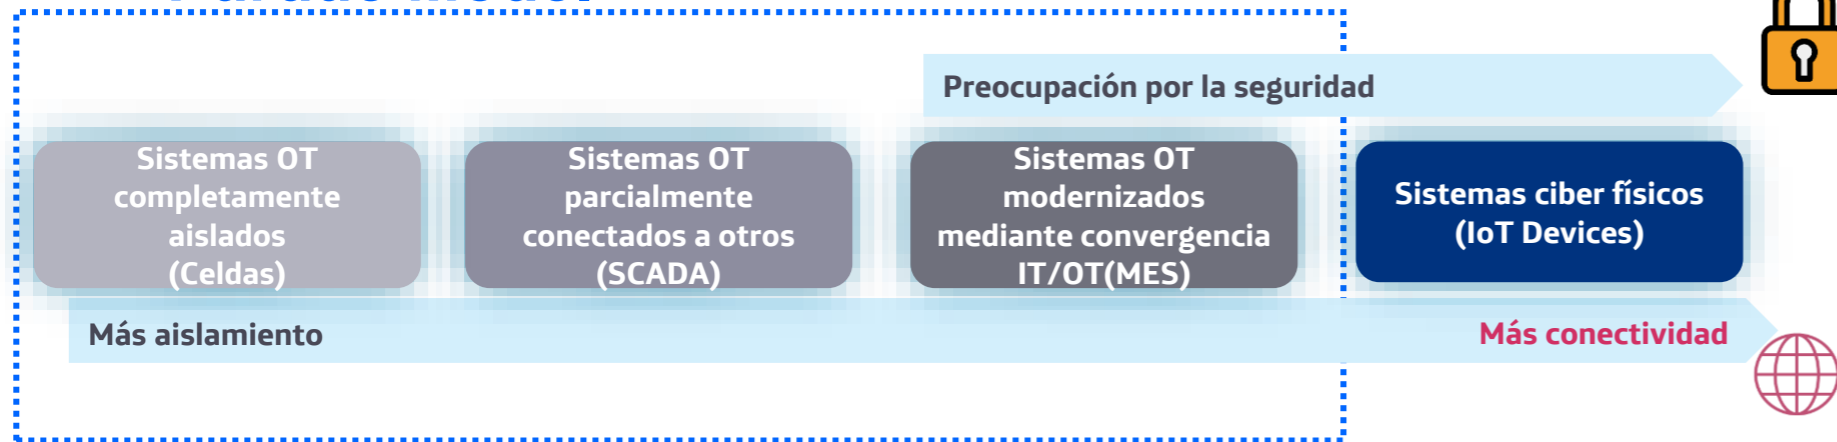 Preocupación por la seguridad
Sistemas OT
completamente
aislados
(Celdas)
Sistemas OT
parcialmente
conectados a otros
(SCADA)
Sistemas OT
modernizados
mediante convergencia
IT/OT(MES)
Sistemas ciber físicos
(IoT Devices)
Más aislamiento
Más conectividad